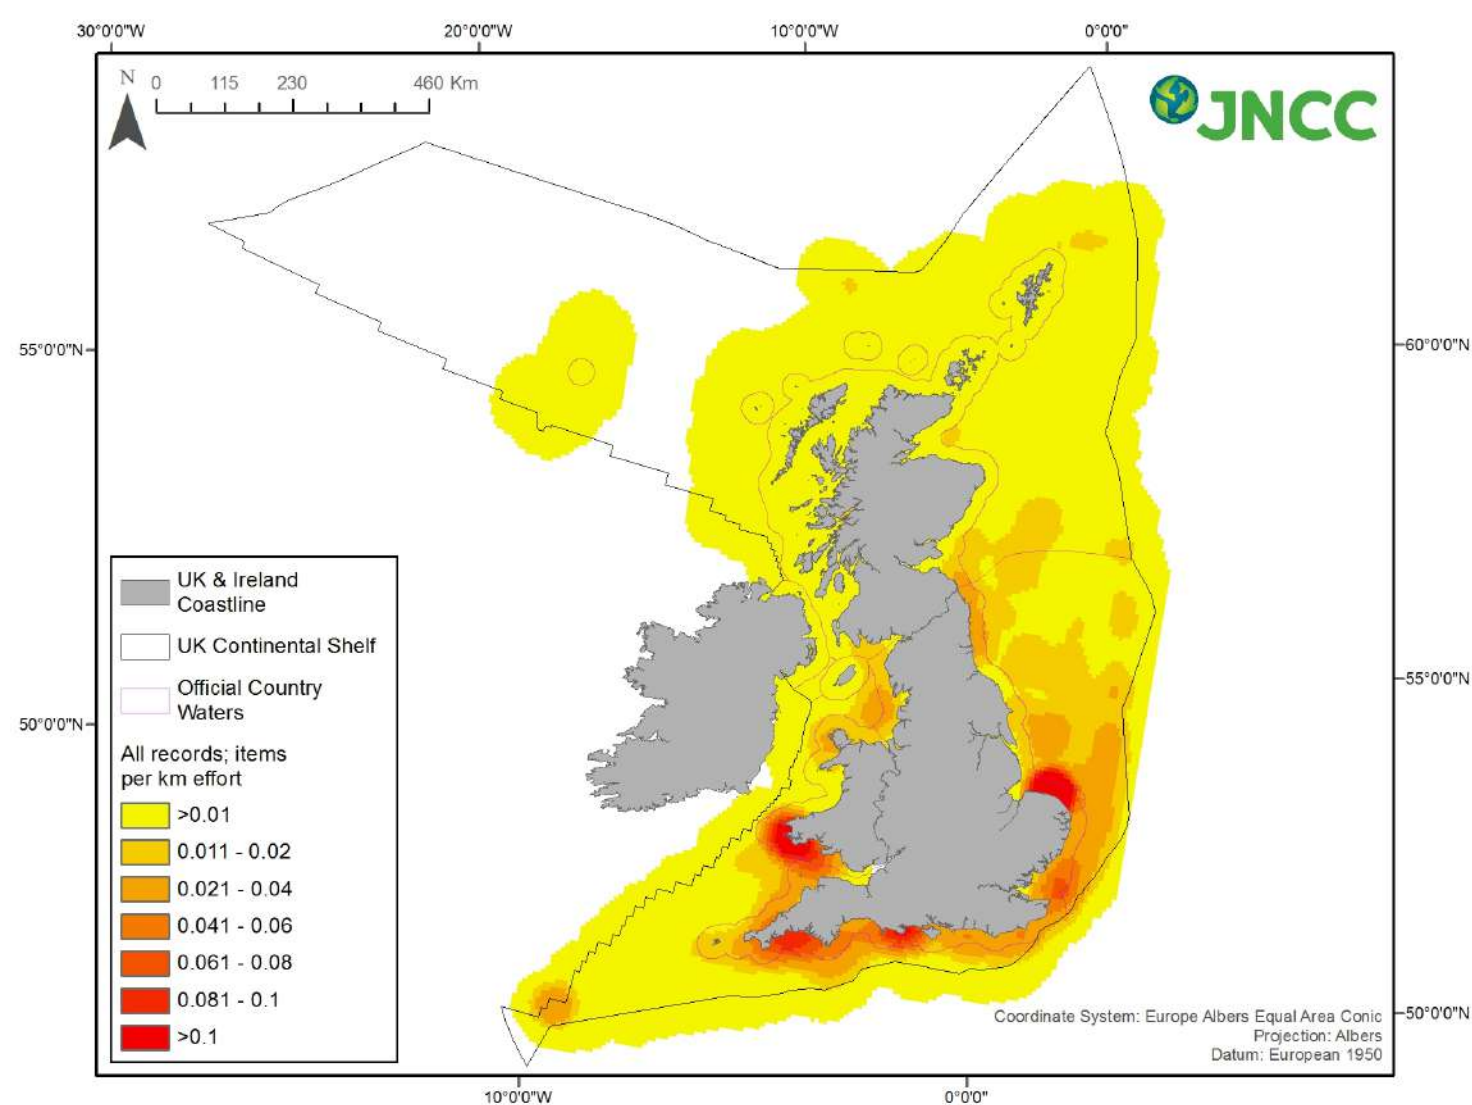 30°0'0"W 20°0'0"W 10°0'0"W 0°0'0"
N 0 115 230 460 Km
JNCC
55°0'0"N
60°0'0"N
UK & Ireland
Coastline
UK Continental Shelf
Official Country
Waters
55°0'0"N
50°0'0"N
All records; items
per km effort
>0.01
0.011 - 0.02
0.021 - 0.04
0.041 - 0.06
0.061 - 0.08
0.081 - 0.1
>0.1
Coordinate System: Europe Albers Equal Area Conic
Projection: Albers
Datum: European 1950
50°0'0"N
10°0'0"W 0°0'0"